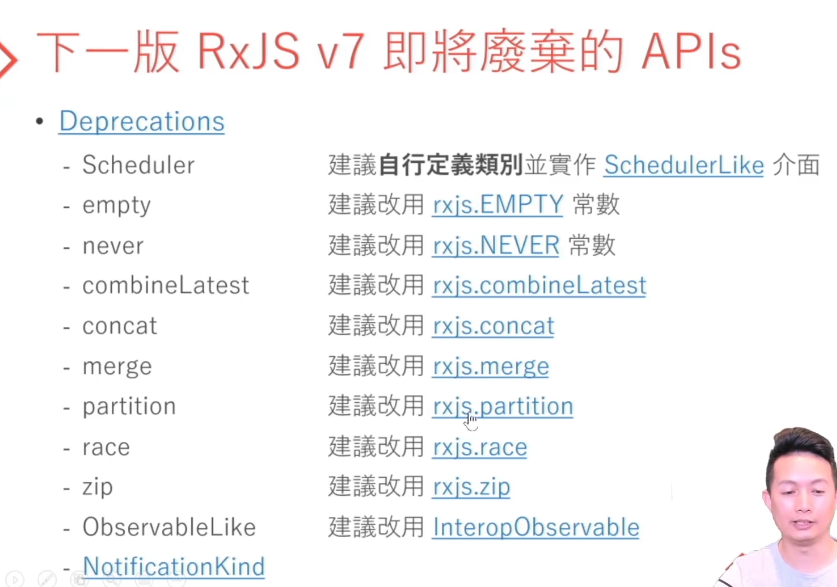 下一版 RxJS v7 即將廢棄的 APIs
• Deprecations
- Scheduler 建議自行定義類別並實作 SchedulerLike 介面
- empty 建議改用 rxjs.EMPTY 常數
- never 建議改用 rxjs.NEVER 常數
- combineLatest 建議改用 rxjs.combineLatest
- concat 建議改用 rxjs.concat
- merge 建議改用 rxjs.merge
- partition 建議改用 rxjs.partition
- race 建議改用 rxjs.race
- zip 建議改用 rxjs.zip
- ObservableLike 建議改用 InteropObservable
- NotificationKind